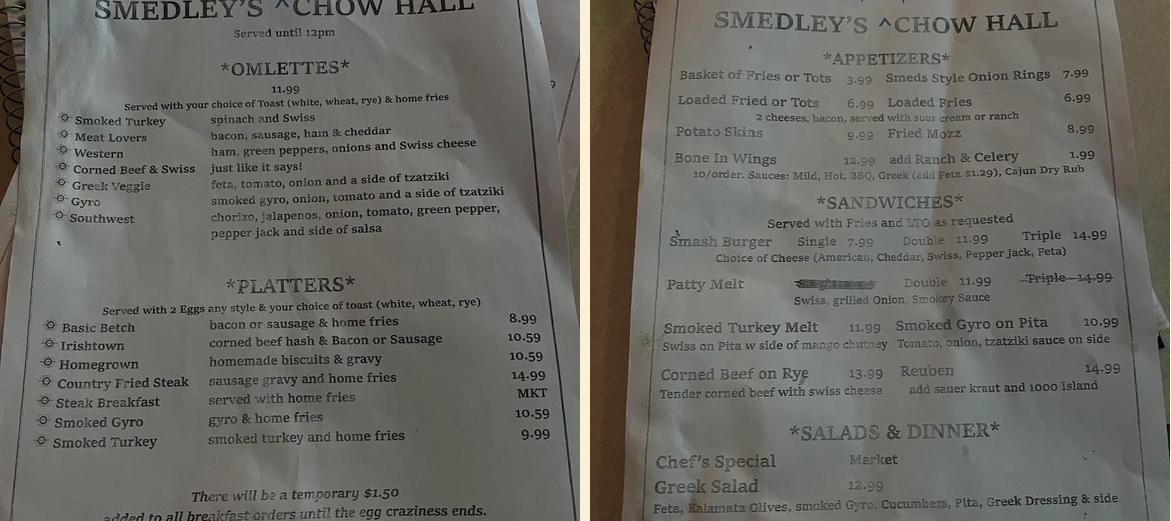 SMEDLEY'S ^CHOW HALL
Served until 12pm
*OMLETTES*
11.99
Served with your choice of Toast (white, wheat, rye) & home fries
Smoked Turkey spinach and Swiss
Meat Lovers bacon, sausage, ham & cheddar
Western ham, green peppers, onions and Swiss cheese
Corned Beef & Swiss just like it says!
Greek Veggie feta, tomato, onion and a side of tzatziki
Gyro smoked gyro, onion, tomato and a side of tzatziki
Southwest chorizo, jalapenos, onion, tomato, green pepper,
pepper jack and side of salsa
*PLATTERS*
Served with 2 Eggs any style & your choice of toast (white, wheat, rye)
Basic Betch bacon or sausage & home fries 8.99
Irishtown corned beef hash & Bacon or Sausage 10.59
Homegrown homemade biscuits & gravy 10.59
Country Fried Steak sausage gravy and home fries 14.99
Steak Breakfast served with home fries MKT
Smoked Gyro gyro & home fries 10.59
Smoked Turkey smoked turkey and home fries 9.99
There will be a temporary $1.50
added to all breakfast orders until the egg craziness ends.
SMEDLEY'S ^CHOW HALL
*APPETIZERS*
Basket of Fries or Tots 3.99 Smeds Style Onion Rings 7.99
Loaded Fried or Tots 6.99 Loaded Fries 6.99
2 cheeses, bacon, served with sour cream or ranch
Potato Skins 9.99 Fried Mozz 8.99
Bone In Wings 12.99 add Ranch & Celery 1.99
10/order. Sauces: Mild, Hot, BBQ, Greek (add Feta $1.29), Cajun Dry Rub
*SANDWICHES*
Served with Fries and LTO as requested
Smash Burger Single 7.99 Double 11.99 Triple 14.99
Choice of Cheese (American, Cheddar, Swiss, Pepper Jack, Feta)
Patty Melt Double 11.99 Triple 14.99
Swiss, grilled Onion, Smokey Sauce
Smoked Turkey Melt 11.99 Smoked Gyro on Pita 10.99
Swiss on Pita w side of mango chutney Tomato, onion, tzatziki sauce on side
Corned Beef on Rye 13.99 Reuben 14.99
Tender corned beef with swiss cheese add sauer kraut and 1000 Island
*SALADS & DINNER*
Chef's Special Market
Greek Salad 12.99
Feta, Kalamata Olives, smoked Gyro, Cucumbers, Pita, Greek Dressing & side